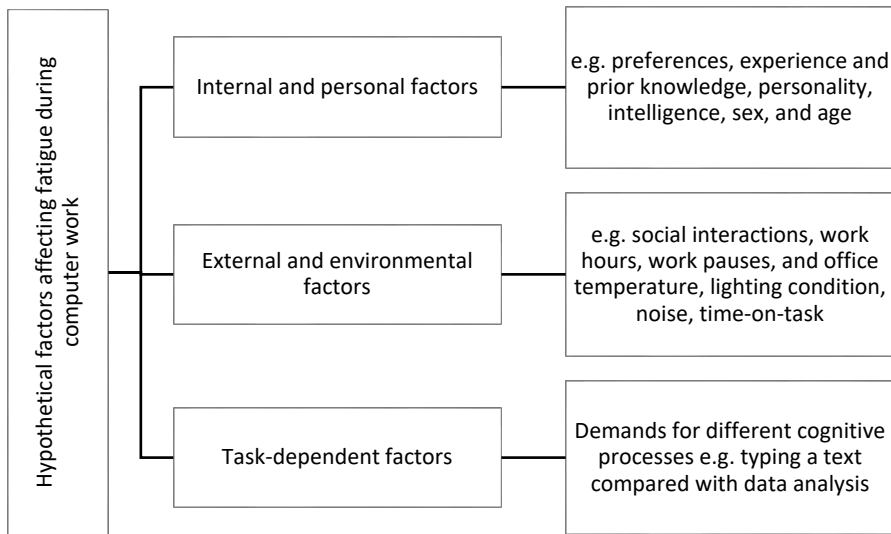 Hypothetical factors affecting fatigue during
computer work
Internal and personal factors
e.g. preferences, experience and
prior knowledge, personality,
intelligence, sex, and age
External and environmental
factors
e.g. social interactions, work
hours, work pauses, and office
temperature, lighting condition,
noise, time-on-task
Task-dependent factors
Demands for different cognitive
processes e.g. typing a text
compared with data analysis